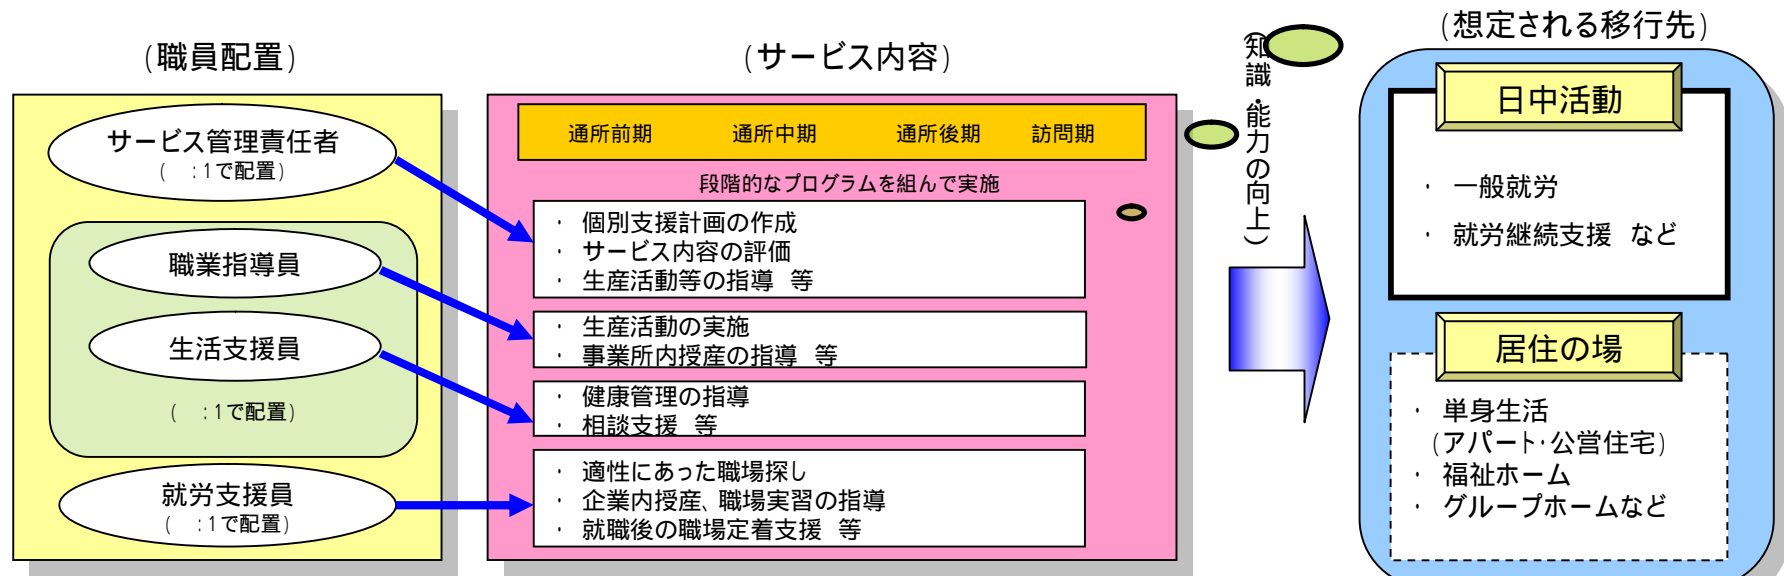 (職員配置)
サービス管理責任者
(　:1で配置)
職業指導員
生活支援員
(　:1で配置)
就労支援員
(　:1で配置)
(サービス内容)
通所前期　通所中期　通所後期　訪問期
段階的なプログラムを組んで実施
・ 個別支援計画の作成
・ サービス内容の評価
・ 生産活動等の指導 等
・ 生産活動の実施
・ 事業所内授産の指導 等
・ 健康管理の指導
・ 相談支援 等
・ 適性にあった職場探し
・ 企業内授産、職場実習の指導
・ 就職後の職場定着支援 等
(知識・能力の向上)
(想定される移行先)
日中活動
・ 一般就労
・ 就労継続支援 など
居住の場
・ 単身生活
(アパート・公営住宅)
・ 福祉ホーム
・ グループホームなど